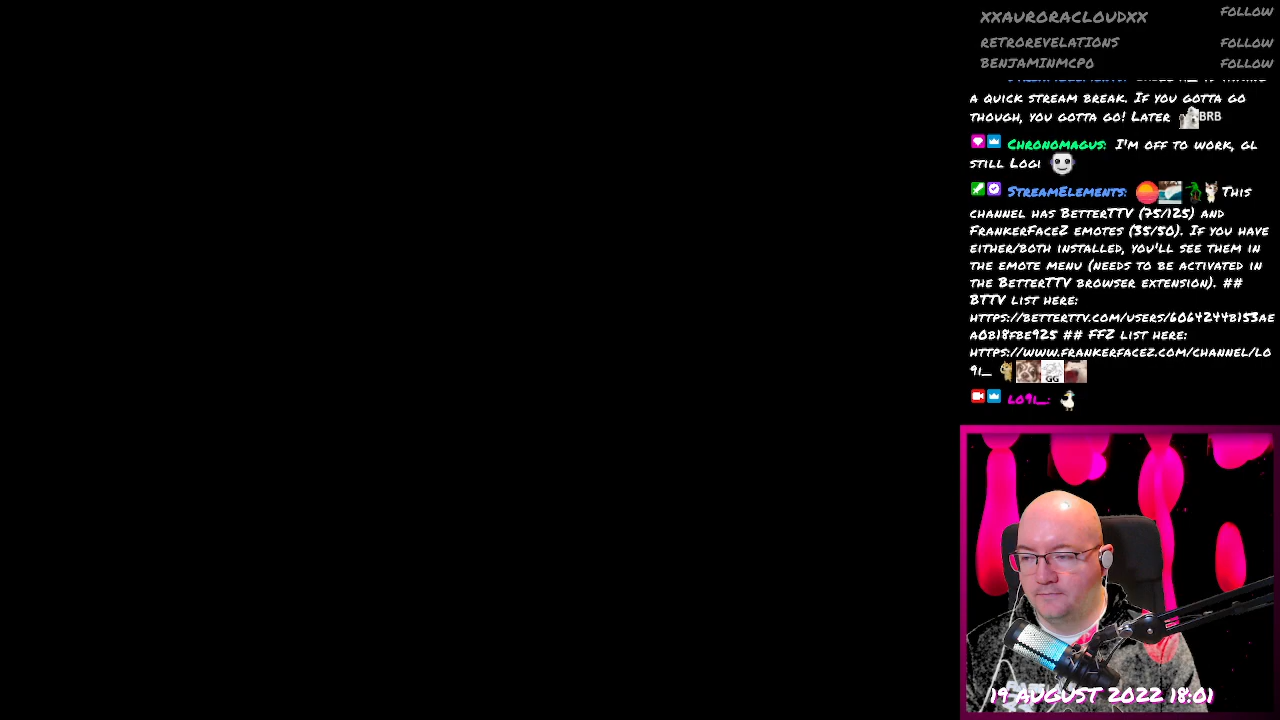 XXAURORACLOUDXX FOLLOW
RETROREVELATIONS FOLLOW
BENJAMINMCPO FOLLOW
A QUICK STREAM BREAK. IF YOU GOTTA GO
THOUGH, YOU GOTTA GO! LATER BRB
CHRONOMAGUS: I'M OFF TO WORK, GL
STILL LOGI
STREAMELEMENTS: THIS
CHANNEL HAS BETTERTTV (75/125) AND
FRANKERFACEZ EMOTES (35/50). IF YOU HAVE
EITHER/BOTH INSTALLED, YOU'LL SEE THEM IN
THE EMOTE MENU (NEEDS TO BE ACTIVATED IN
THE BETTERTTV BROWSER EXTENSION). ##
BTTV LIST HERE:
HTTPS://BETTERTTV.COM/USERS/6064244B153AE
A0B18FBE925 ## FFZ LIST HERE:
HTTPS://WWW.FRANKERFACEZ.COM/CHANNEL/LO
9I_ GG
LO9I_:
19 AUGUST 2022 18:01